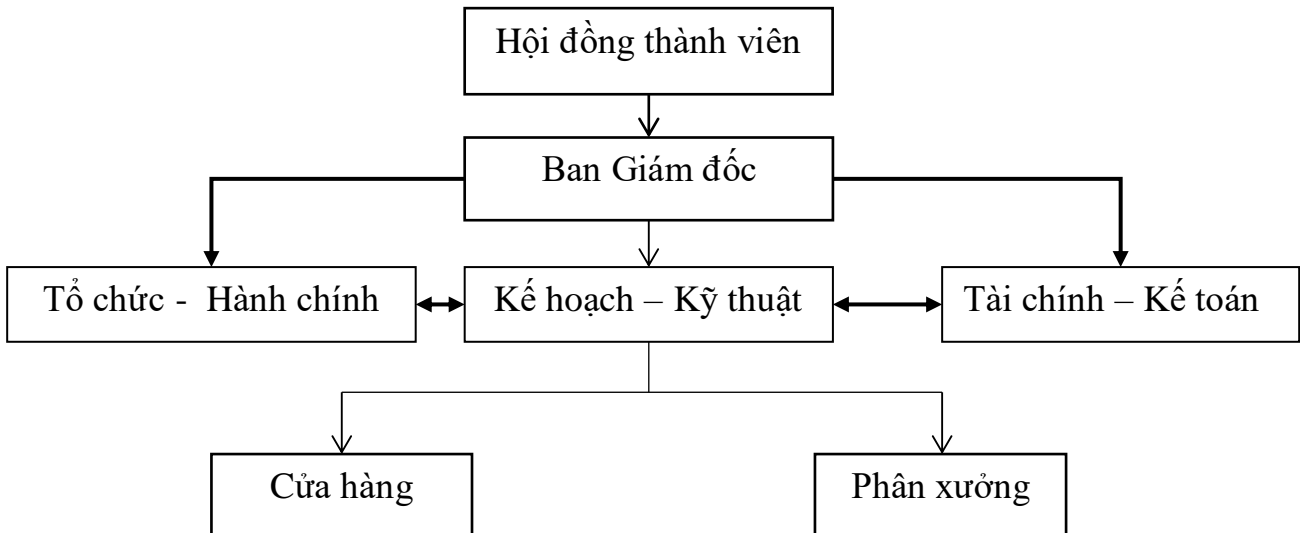 Hội đồng thành viên
Ban Giám đốc
Tổ chức - Hành chính
Kế hoạch – Kỹ thuật
Tài chính – Kế toán
Cửa hàng
Phân xưởng